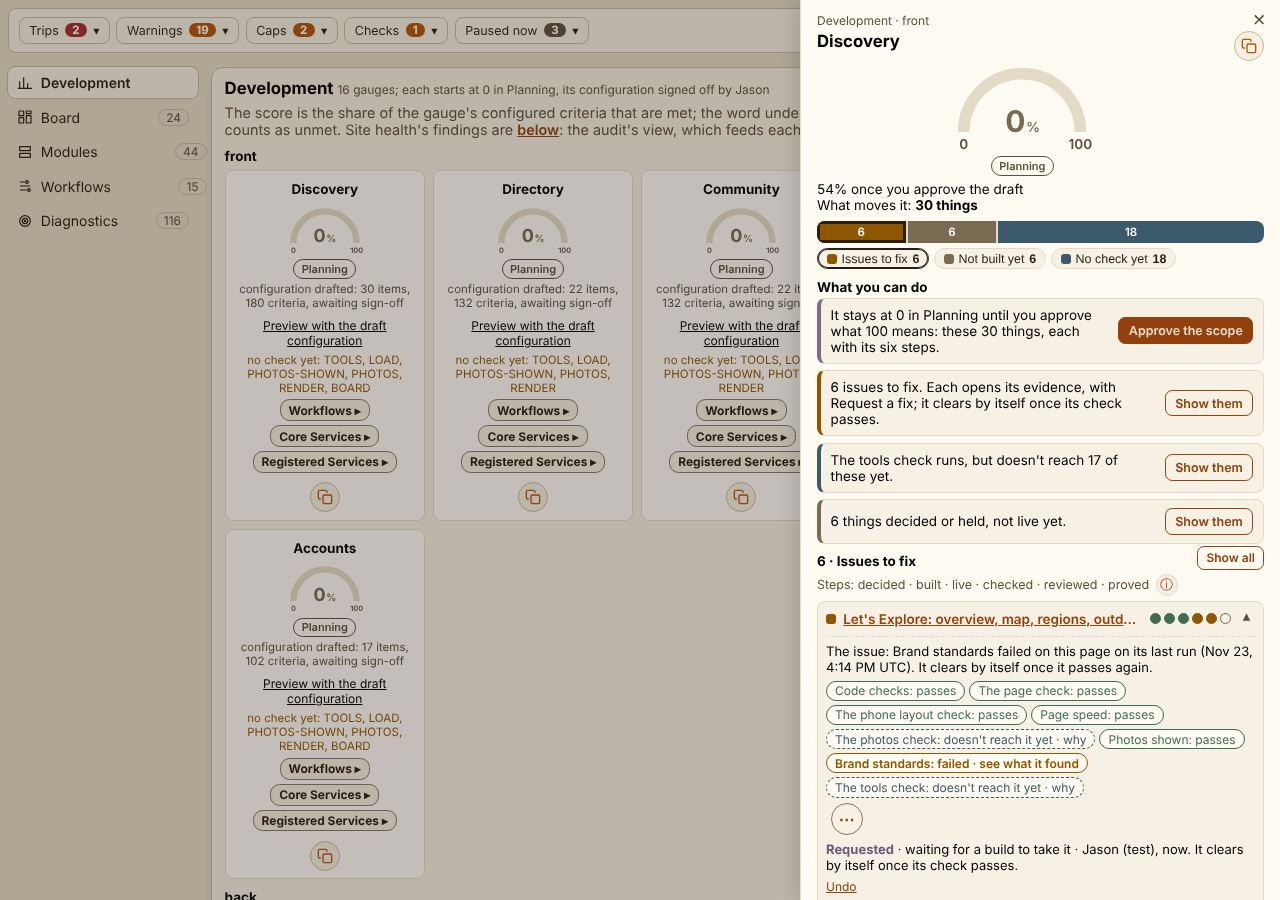 Trips 2 ▾
Warnings 19 ▾
Caps 2 ▾
Checks 1 ▾
Paused now 3 ▾
Development
Board 24
Modules 44
Workflows 15
Diagnostics 116
Development 16 gauges; each starts at 0 in Planning, its configuration signed off by Jason
The score is the share of the gauge's configured criteria that are met; the word unde
counts as unmet. Site health's findings are below: the audit's view, which feeds each
front
Discovery
0%
0 100
Planning
configuration drafted: 30 items,
180 criteria, awaiting sign-off
Preview with the draft
configuration
no check yet: TOOLS, LOAD,
PHOTOS-SHOWN, PHOTOS,
RENDER, BOARD
Workflows ▸
Core Services ▸
Registered Services ▸
Directory
0%
0 100
Planning
configuration drafted: 22 items,
132 criteria, awaiting sign-off
Preview with the draft
configuration
no check yet: TOOLS, LOAD,
PHOTOS-SHOWN, PHOTOS,
RENDER
Workflows ▸
Core Services ▸
Registered Services ▸
Community
0%
0 100
Planning
configuration drafted: 22 it
132 criteria, awaiting sign
Preview with the draft
configuration
no check yet: TOOLS, LO
PHOTOS-SHOWN, PHOTOS,
RENDER
Workflows ▸
Core Services ▸
Registered Services
Accounts
0%
0 100
Planning
configuration drafted: 17 items,
102 criteria, awaiting sign-off
Preview with the draft
configuration
no check yet: TOOLS, LOAD,
PHOTOS-SHOWN, PHOTOS,
RENDER, BOARD
Workflows ▸
Core Services ▸
Registered Services ▸
back
Development · front
Discovery
0%
0 100
Planning
54% once you approve the draft
What moves it: 30 things
6 6 18
Issues to fix 6
Not built yet 6
No check yet 18
What you can do
It stays at 0 in Planning until you approve
what 100 means: these 30 things, each
with its six steps.
Approve the scope
6 issues to fix. Each opens its evidence, with
Request a fix; it clears by itself once its check
passes.
Show them
The tools check runs, but doesn't reach 17 of
these yet.
Show them
6 things decided or held, not live yet.
Show them
6 · Issues to fix
Show all
Steps: decided · built · live · checked · reviewed · proved ⓘ
Let's Explore: overview, map, regions, outd... ▲
The issue: Brand standards failed on this page on its last run (Nov 23,
4:14 PM UTC). It clears by itself once it passes again.
Code checks: passes
The page check: passes
The phone layout check: passes
Page speed: passes
The photos check: doesn't reach it yet · why
Photos shown: passes
Brand standards: failed · see what it found
The tools check: doesn't reach it yet · why
...
Requested · waiting for a build to take it · Jason (test), now. It clears
by itself once its check passes.
Undo